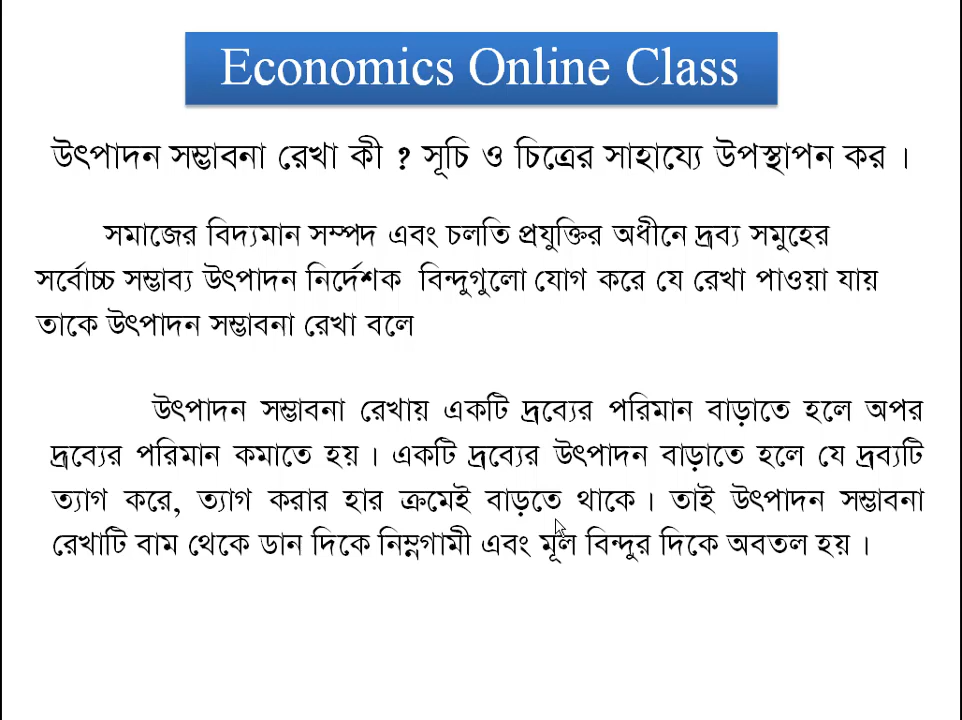 Economics Online Class
উৎপাদন সম্ভাবনা রেখা কী ? সূচি ও চিত্রের সাহায্যে উপস্থাপন কর ।
সমাজের বিদ্যমান সম্পদ এবং চলতি প্রযুক্তির অধীনে দ্রব্য সমুহের
সর্বোচ্চ সম্ভাব্য উৎপাদন নির্দেশক বিন্দুগুলো যোগ করে যে রেখা পাওয়া যায়
তাকে উৎপাদন সম্ভাবনা রেখা বলে
উৎপাদন সম্ভাবনা রেখায় একটি দ্রব্যের পরিমান বাড়াতে হলে অপর
দ্রব্যের পরিমান কমাতে হয় । একটি দ্রব্যের উৎপাদন বাড়াতে হলে যে দ্রব্যটি
ত্যাগ করে, ত্যাগ করার হার ক্রমেই বাড়তে থাকে । তাই উৎপাদন সম্ভাবনা
রেখাটি বাম থেকে ডান দিকে নিম্নগামী এবং মূল বিন্দুর দিকে অবতল হয় ।